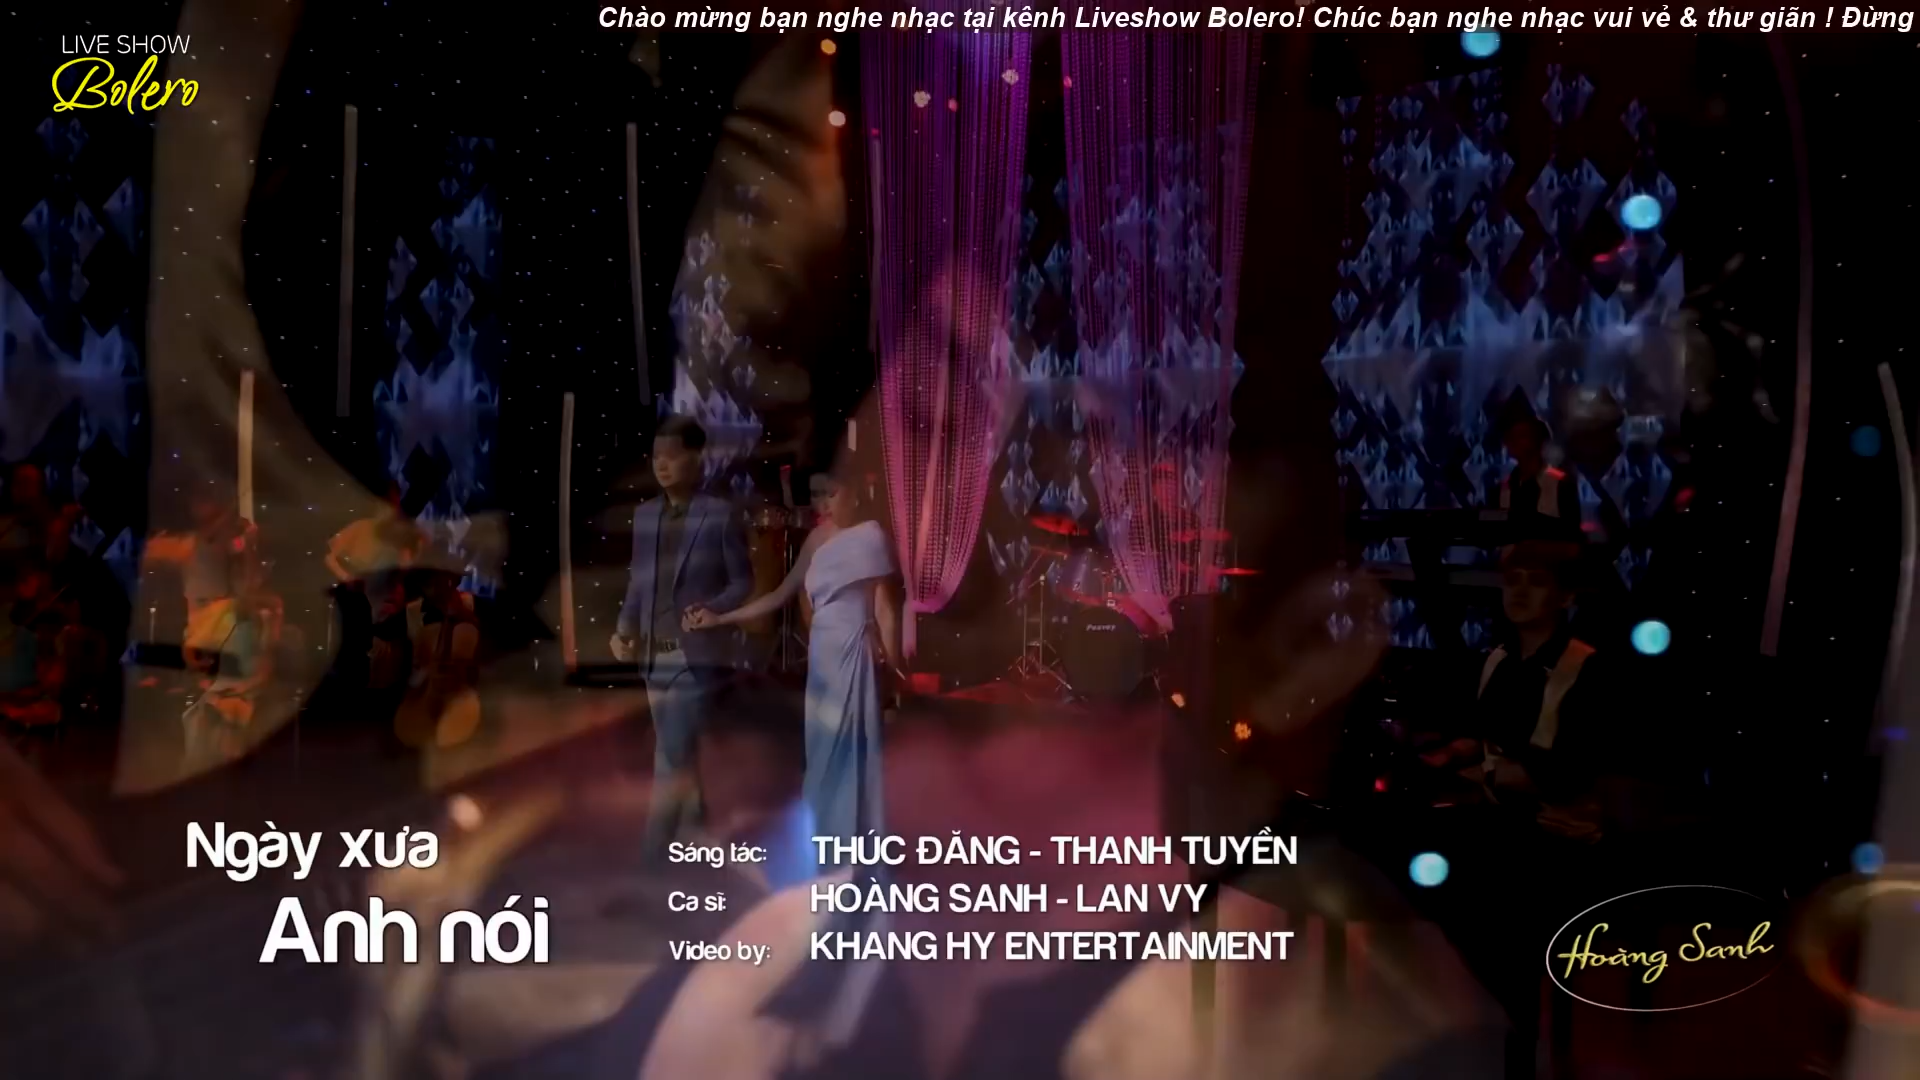 Chào mừng bạn nghe nhạc tại kênh Liveshow Bolero! Chúc bạn nghe nhạc vui vẻ & thư giãn ! Đừng
LIVE SHOW
Bolero
Ngày xưa
Anh nói
Sáng tác: THÚC ĐĂNG - THANH TUYỀN
Ca sĩ: HOÀNG SANH - LAN VY
Video by: KHANG HY ENTERTAINMENT
Hoàng Sanh
Peavey